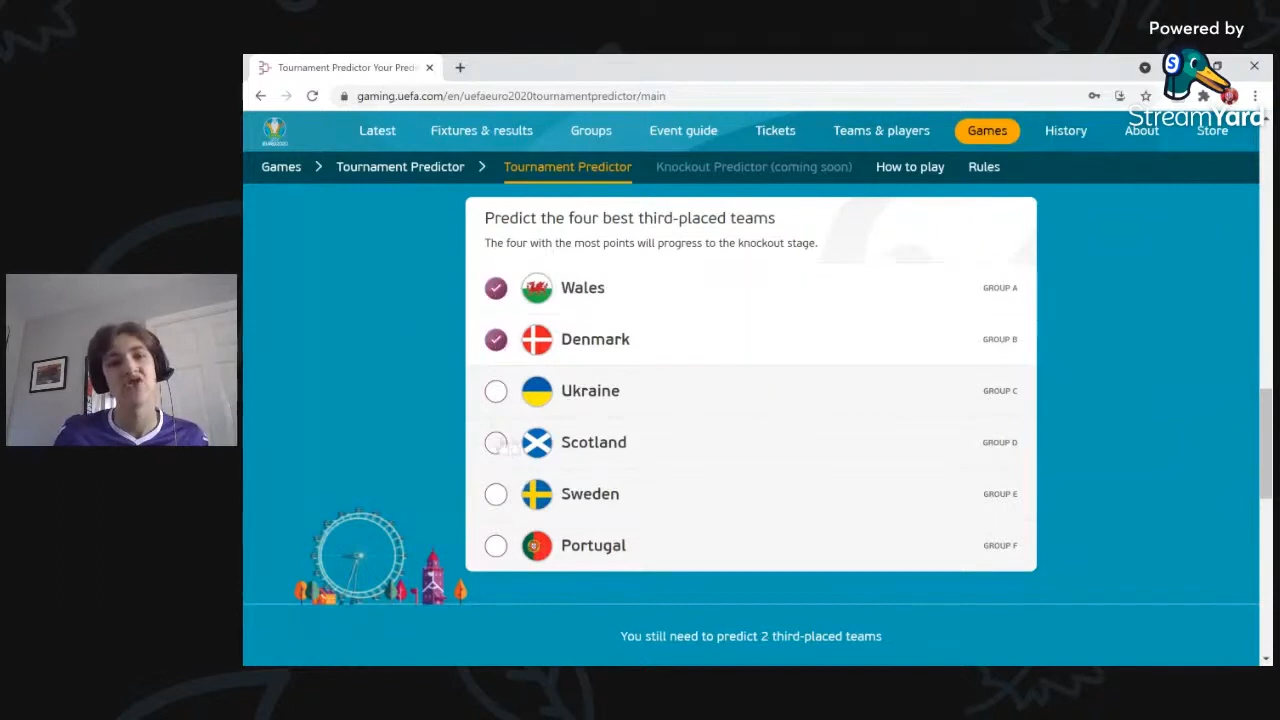 Powered by
StreamYard
Tournament Predictor Your Pred
gaming.uefa.com/en/uefaeuro2020tournamentpredictor/main
Latest Fixtures & results Groups Event guide Tickets Teams & players Games History About Store
Games Tournament Predictor Tournament Predictor Knockout Predictor (coming soon) How to play Rules
Predict the four best third-placed teams
The four with the most points will progress to the knockout stage.
Wales GROUP A
Denmark GROUP B
Ukraine GROUP C
Scotland GROUP D
Sweden GROUP E
Portugal GROUP F
You still need to predict 2 third-placed teams